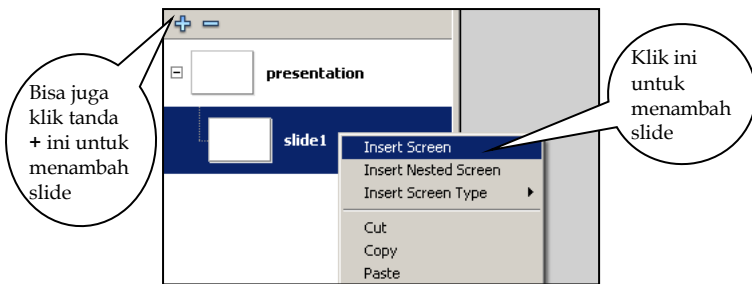 Bisa juga
klik tanda
+ ini untuk
menambah
slide
presentation
slide1
Insert Screen
Insert Nested Screen
Insert Screen Type
Cut
Copy
Paste
Klik ini
untuk
menambah
slide